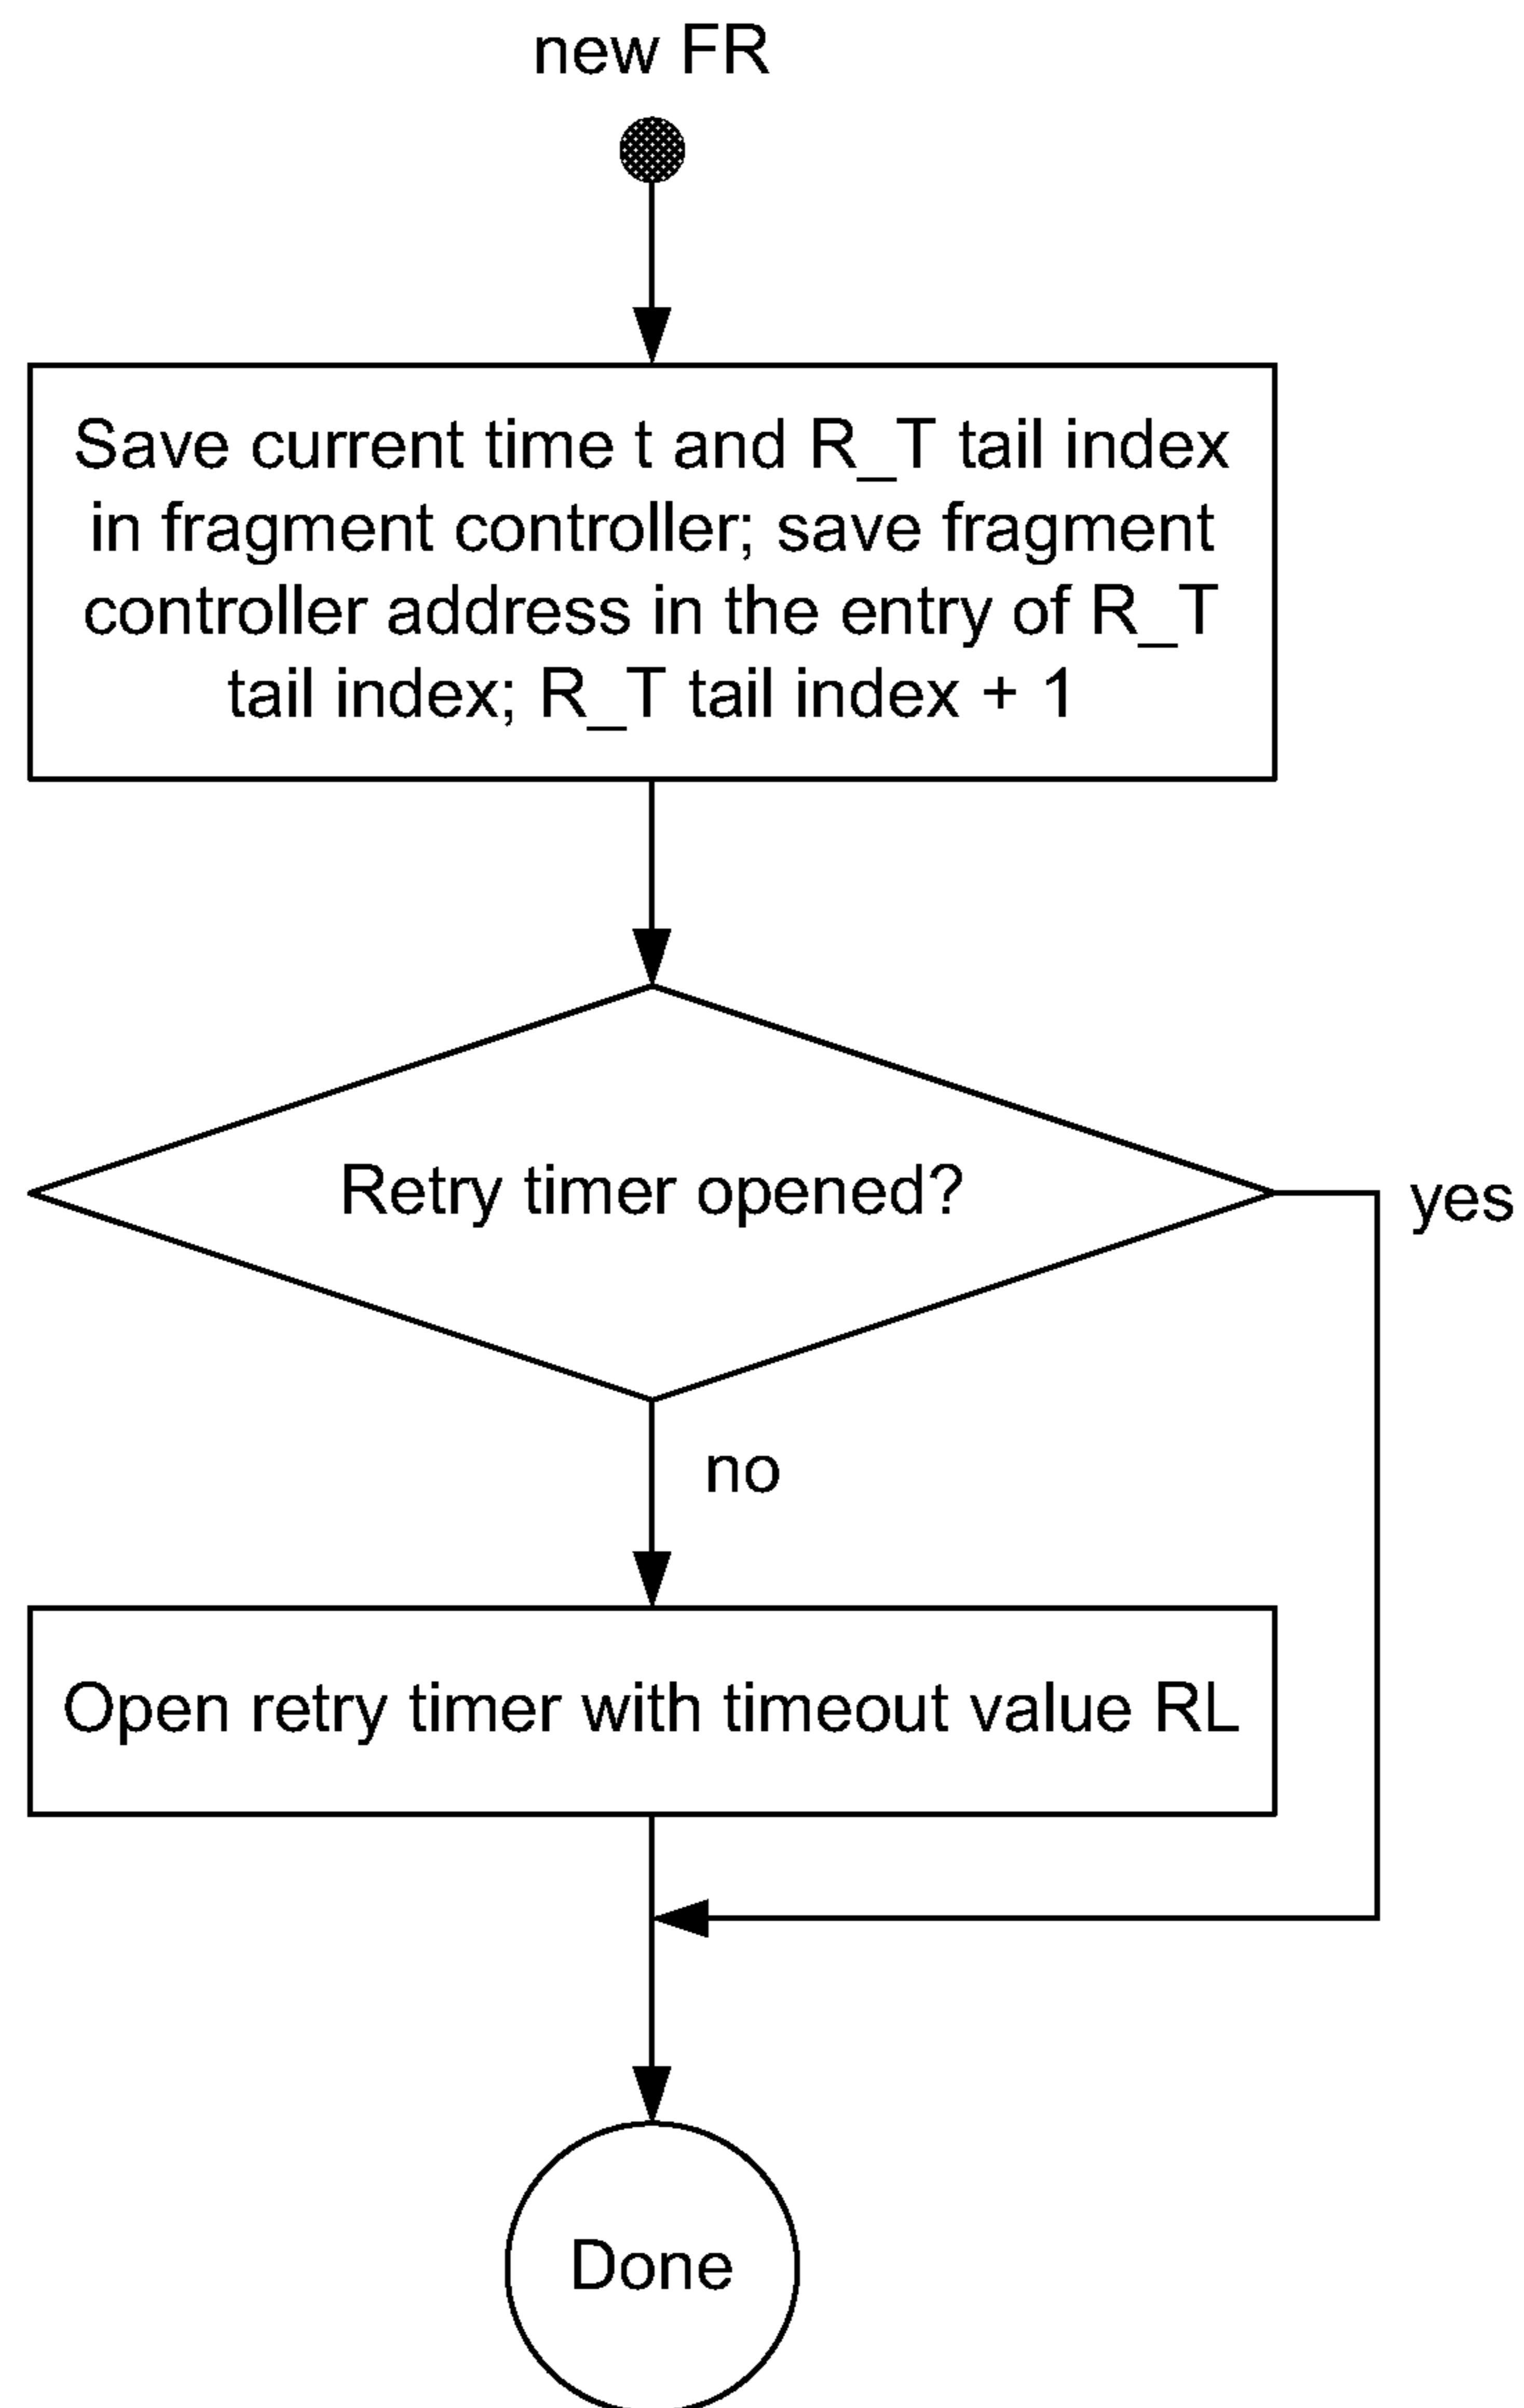 new FR
Save current time t and R_T tail index
in fragment controller; save fragment
controller address in the entry of R_T
tail index; R_T tail index + 1
Retry timer opened?
yes
no
Open retry timer with timeout value RL
Done